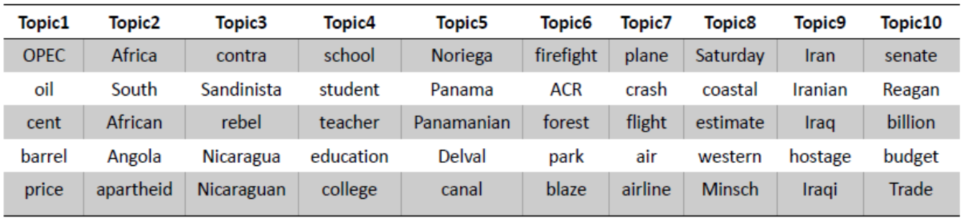 Topic1 Topic2 Topic3 Topic4 Topic5 Topic6 Topic7 Topic8 Topic9 Topic10
OPEC Africa contra school Noriega firefight plane Saturday Iran senate
oil South Sandinista student Panama ACR crash coastal Iranian Reagan
cent African rebel teacher Panamanian forest flight estimate Iraq billion
barrel Angola Nicaragua education Delval park air western hostage budget
price apartheid Nicaraguan college canal blaze airline Minsch Iraqi Trade